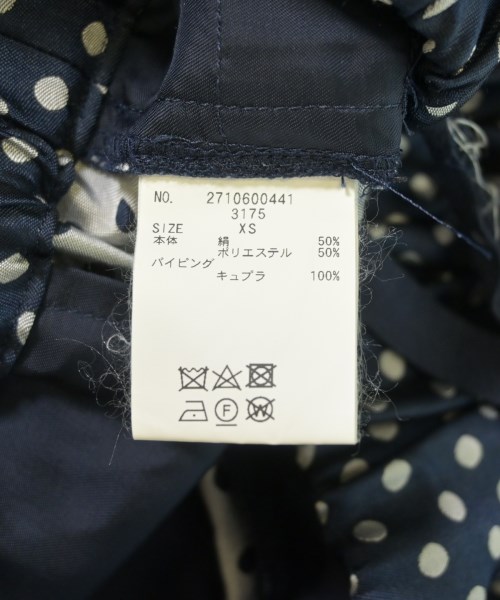 NO. 2710600441
3175
SIZE XS
本体 絹 50%
ポリエステル 50%
パイピング
キュプラ 100%
F W